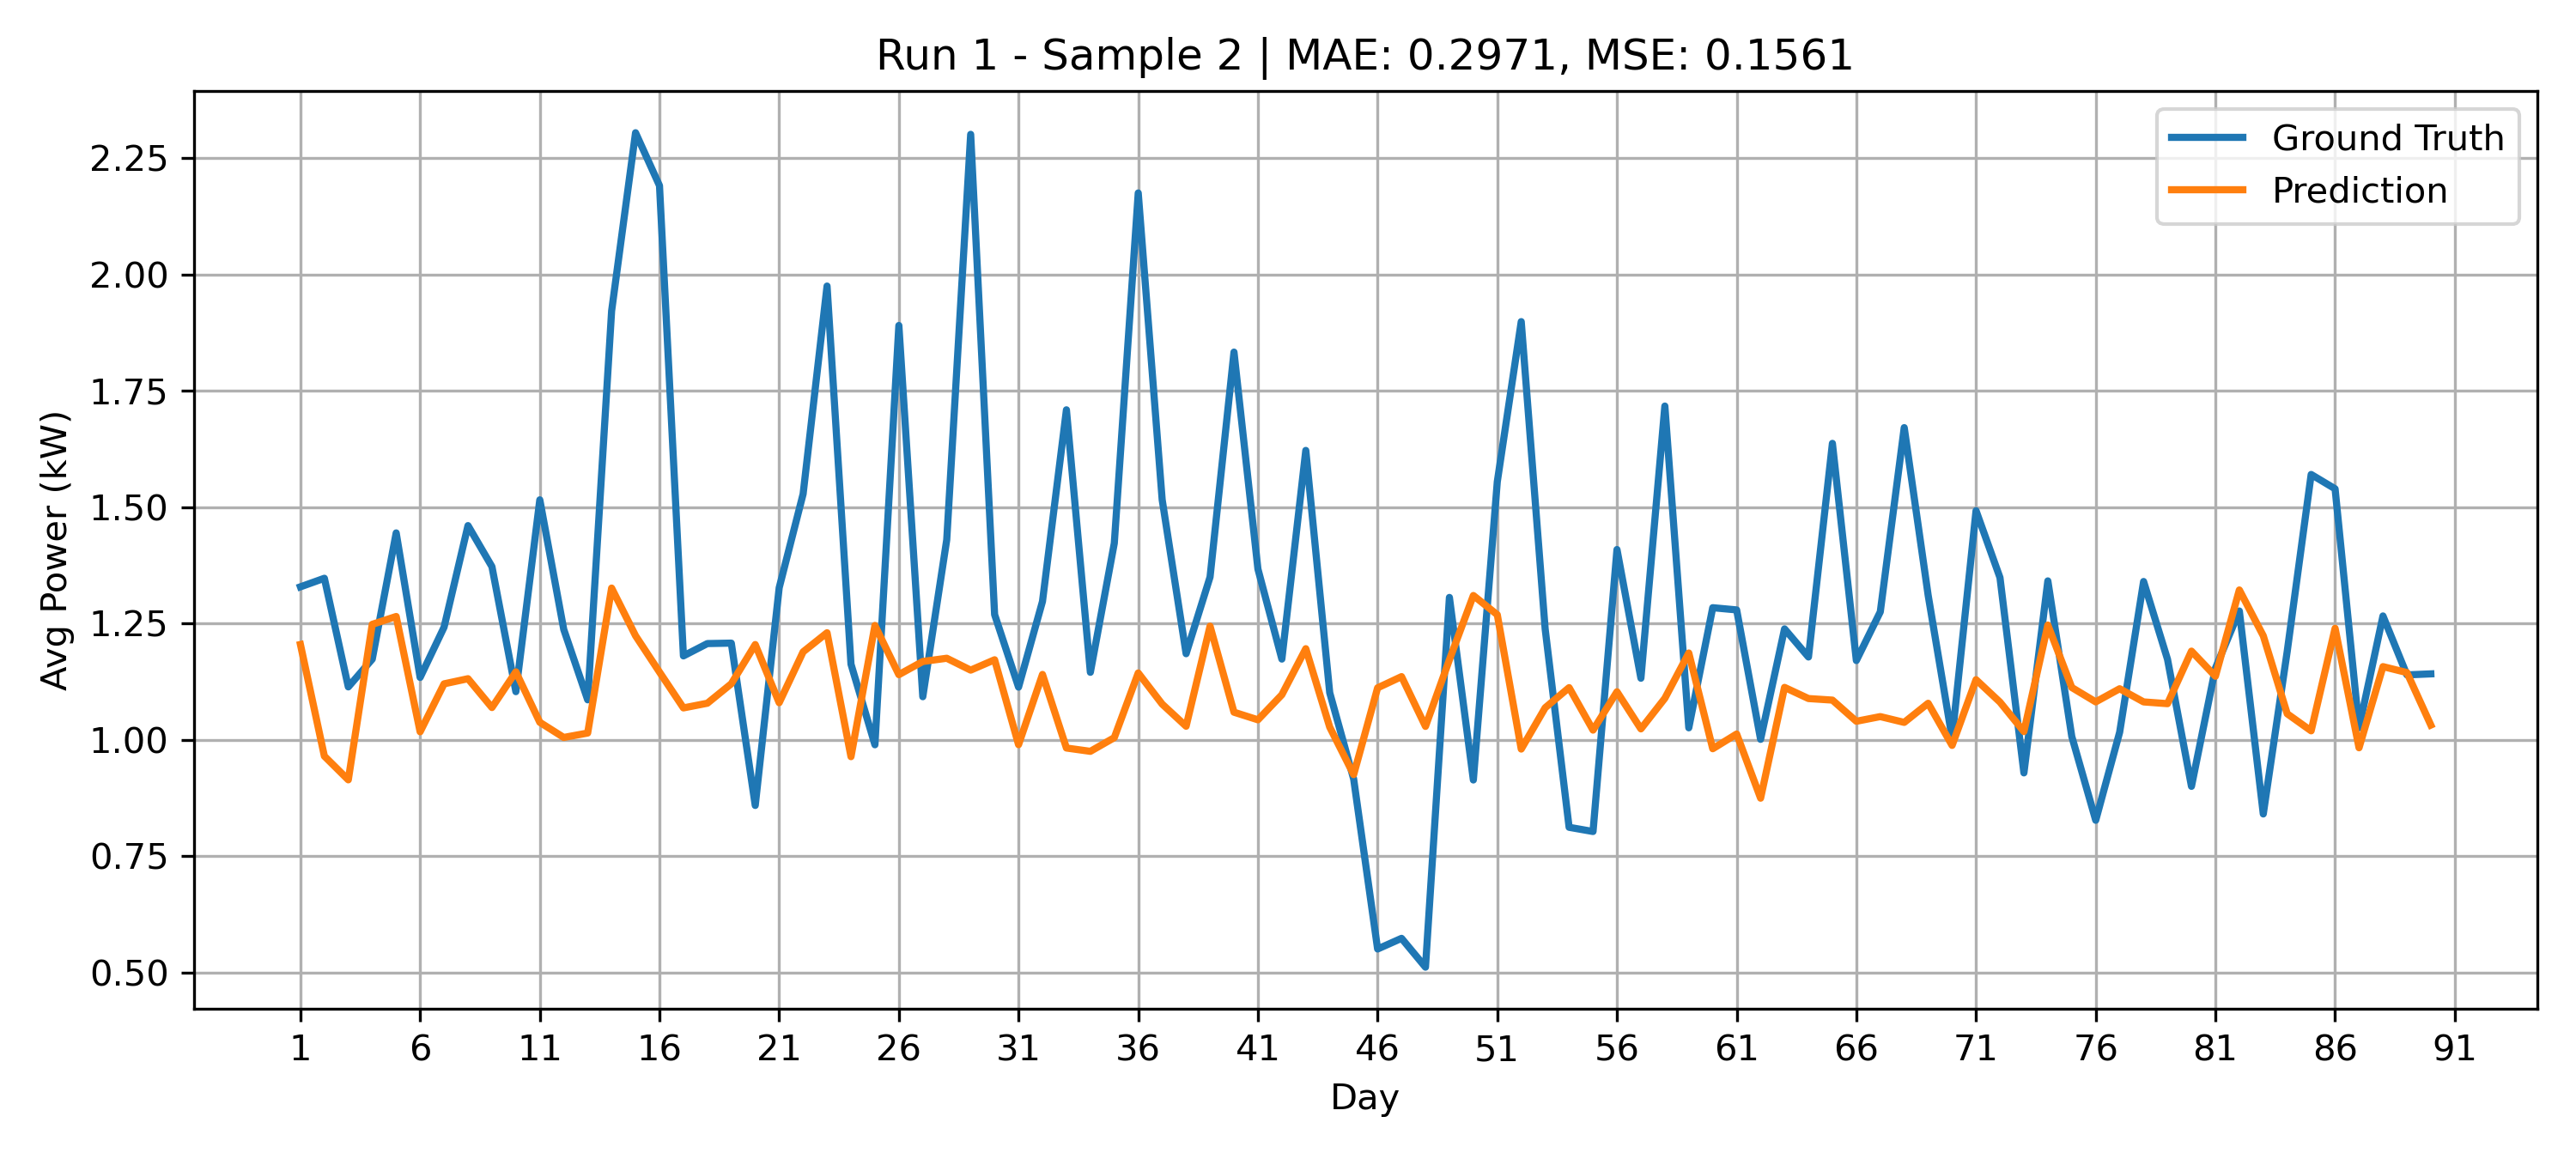 Run 1 - Sample 2 | MAE: 0.2971, MSE: 0.1561
Ground Truth
Prediction
Avg Power (kW)
2.25
2.00
1.75
1.50
1.25
1.00
0.75
0.50
1 6 11 16 21 26 31 36 41 46 51 56 61 66 71 76 81 86 91
Day